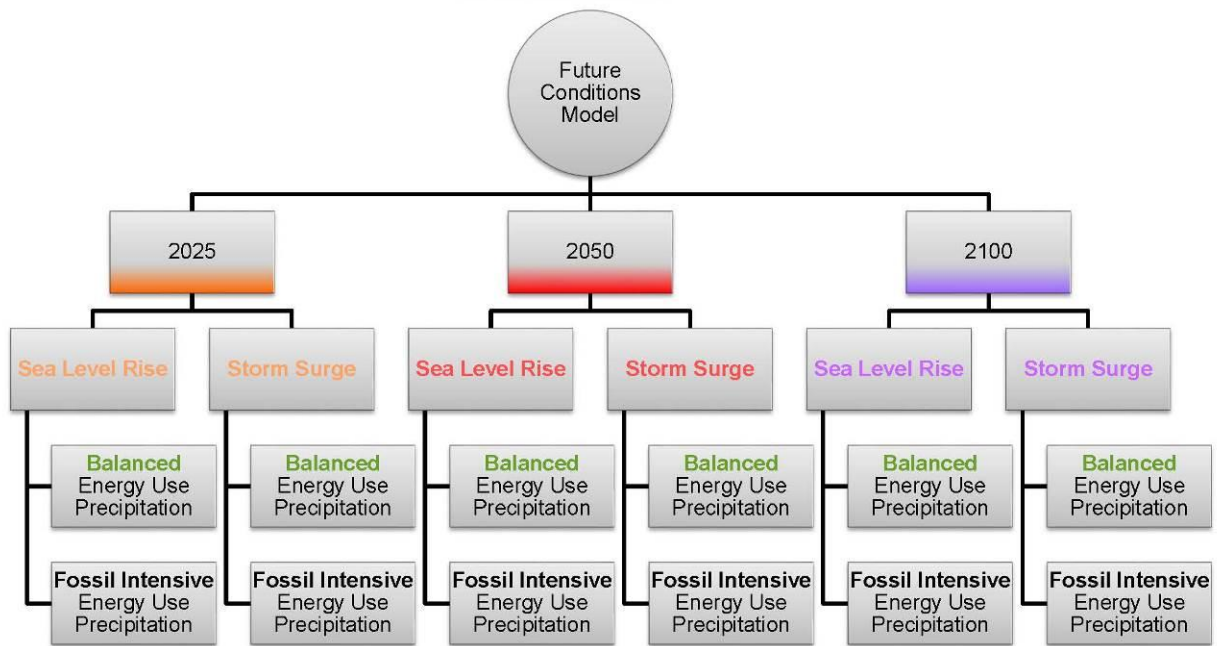 Future
Conditions
Model
2025
2050
2100
Sea Level Rise
Storm Surge
Sea Level Rise
Storm Surge
Sea Level Rise
Storm Surge
Balanced
Energy Use
Precipitation
Balanced
Energy Use
Precipitation
Balanced
Energy Use
Precipitation
Balanced
Energy Use
Precipitation
Balanced
Energy Use
Precipitation
Balanced
Energy Use
Precipitation
Fossil Intensive
Energy Use
Precipitation
Fossil Intensive
Energy Use
Precipitation
Fossil Intensive
Energy Use
Precipitation
Fossil Intensive
Energy Use
Precipitation
Fossil Intensive
Energy Use
Precipitation
Fossil Intensive
Energy Use
Precipitation